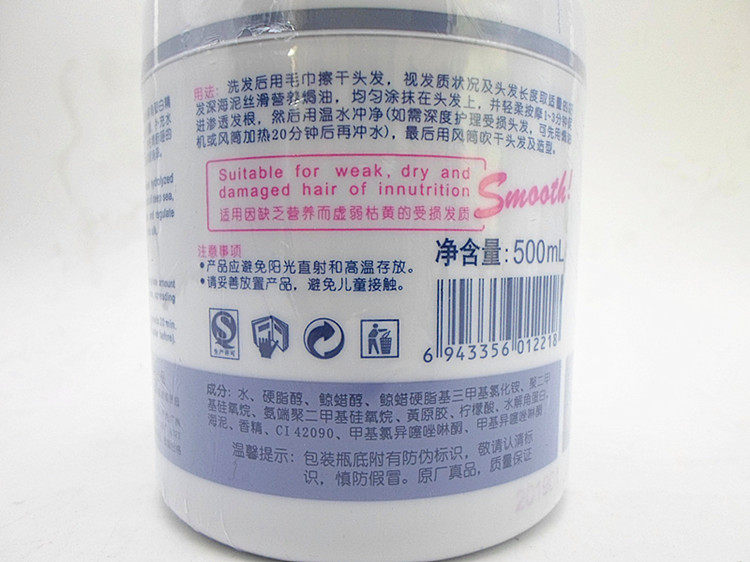 用法：洗发后用毛巾擦干头发，视发质状况及头发长度取适量
发深海泥丝滑营养焗油，均匀涂抹在头发上，并轻柔按摩1-3分钟
进渗透发根，然后用温水冲净(如需深度护理受损头发，可先用焗油
机或风筒加热20分钟后再冲水)，最后用风筒吹干头发及造型。
Suitable for weak, dry and
damaged hair of innutrition
适用因缺乏营养而虚弱枯黄的受损发质
Smooth!
注意事项
•产品应避免阳光直射和高温存放。
•请妥善放置产品，避免儿童接触。
净含量:500mL
生产许可
6 943356 012218
成分：水、硬脂醇、鲸蜡醇、鲸蜡硬脂基三甲基氯化铵、聚二甲
基硅氧烷、氨端聚二甲基硅氧烷、黄原胶、柠檬酸、水解角蛋白、
海泥、香精、CI 42090、甲基氯异噻唑啉酮、甲基异噻唑啉酮
温馨提示：包装瓶底附有防伪标识，敬请认清标
识，慎防假冒。原厂真品，质量保证